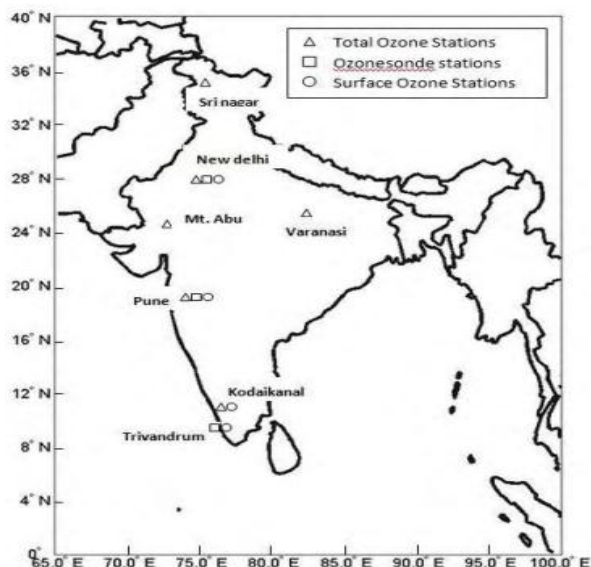 40° N
△ Total Ozone Stations
□ Ozonesonde stations
○ Surface Ozone Stations
36° N
Sri nagar
32° N
New delhi
28° N
Mt. Abu
Varanasi
24° N
20° N
Pune
16° N
12° N
Kodaikanal
Trivandrum
8° N
4° N
0°
65.0° E 70.0° E 75.0° E 80.0° E 85.0° E 90.0° E 95.0° E 100.0° E